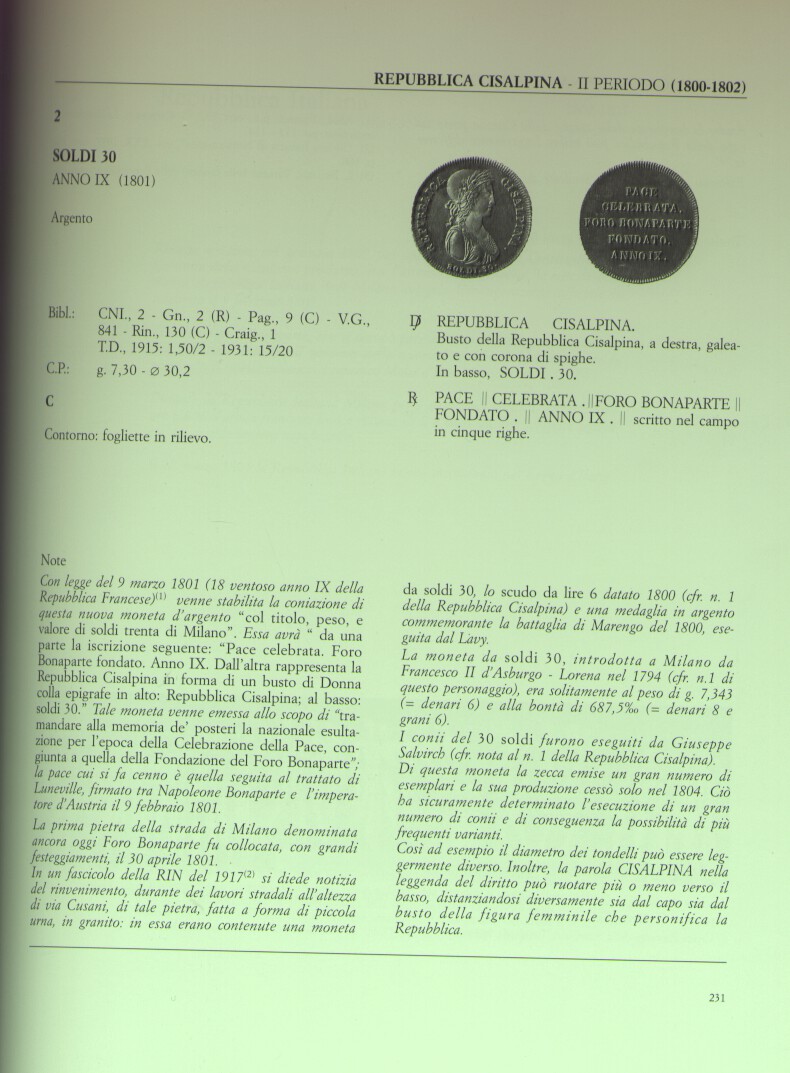 REPUBBLICA CISALPINA - II PERIODO (1800-1802)
2
SOLDI 30
ANNO IX (1801)
Argento
REPUBBLICA CISALPINA.
SOLDI.30.
PACE
CELEBRATA.
FORO BONAPARTE
FONDATO.
ANNO IX.
Bibl.: CNI., 2 - Gn., 2 (R) - Pag., 9 (C) - V.G.,
841 - Rin., 130 (C) - Craig., 1
T.D., 1915: 1,50/2 - 1931: 15/20
C.P.: g. 7,30 - ∅ 30,2
C
Contorno: fogliette in rilievo.
D/ REPUBBLICA CISALPINA.
Busto della Repubblica Cisalpina, a destra, galea-
to e con corona di spighe.
In basso, SOLDI . 30.
R/ PACE || CELEBRATA . ||FORO BONAPARTE ||
FONDATO . || ANNO IX . || scritto nel campo
in cinque righe.
Note
Con legge del 9 marzo 1801 (18 ventoso anno IX della
Repubblica Francese)(1) venne stabilita la coniazione di
questa nuova moneta d'argento "col titolo, peso, e
valore di soldi trenta di Milano". Essa avrà " da una
parte la iscrizione seguente: "Pace celebrata. Foro
Bonaparte fondato. Anno IX. Dall'altra rappresenta la
Repubblica Cisalpina in forma di un busto di Donna
colla epigrafe in alto: Repubblica Cisalpina; al basso:
soldi 30." Tale moneta venne emessa allo scopo di "tra-
mandare alla memoria de' posteri la nazionale esulta-
zione per l'epoca della Celebrazione della Pace, con-
giunta a quella della Fondazione del Foro Bonaparte";
la pace cui si fa cenno è quella seguita al trattato di
Luneville, firmato tra Napoleone Bonaparte e l'impera-
tore d'Austria il 9 febbraio 1801.
La prima pietra della strada di Milano denominata
ancora oggi Foro Bonaparte fu collocata, con grandi
festeggiamenti, il 30 aprile 1801.
In un fascicolo della RIN del 1917(2) si diede notizia
del rinvenimento, durante dei lavori stradali all'altezza
di via Cusani, di tale pietra, fatta a forma di piccola
urna, in granito: in essa erano contenute una moneta
da soldi 30, lo scudo da lire 6 datato 1800 (cfr. n. 1
della Repubblica Cisalpina) e una medaglia in argento
commemorante la battaglia di Marengo del 1800, ese-
guita dal Lavy.
La moneta da soldi 30, introdotta a Milano da
Francesco II d'Asburgo - Lorena nel 1794 (cfr. n.1 di
questo personaggio), era solitamente al peso di g. 7,343
(= denari 6) e alla bontà di 687,5‰ (= denari 8 e
grani 6).
I conii del 30 soldi furono eseguiti da Giuseppe
Salvirch (cfr. nota al n. 1 della Repubblica Cisalpina).
Di questa moneta la zecca emise un gran numero di
esemplari e la sua produzione cessò solo nel 1804. Ciò
ha sicuramente determinato l'esecuzione di un gran
numero di conii e di conseguenza la possibilità di più
frequenti varianti.
Così ad esempio il diametro dei tondelli può essere leg-
germente diverso. Inoltre, la parola CISALPINA nella
leggenda del diritto può ruotare più o meno verso il
basso, distanziandosi diversamente sia dal capo sia dal
busto della figura femminile che personifica la
Repubblica.
231